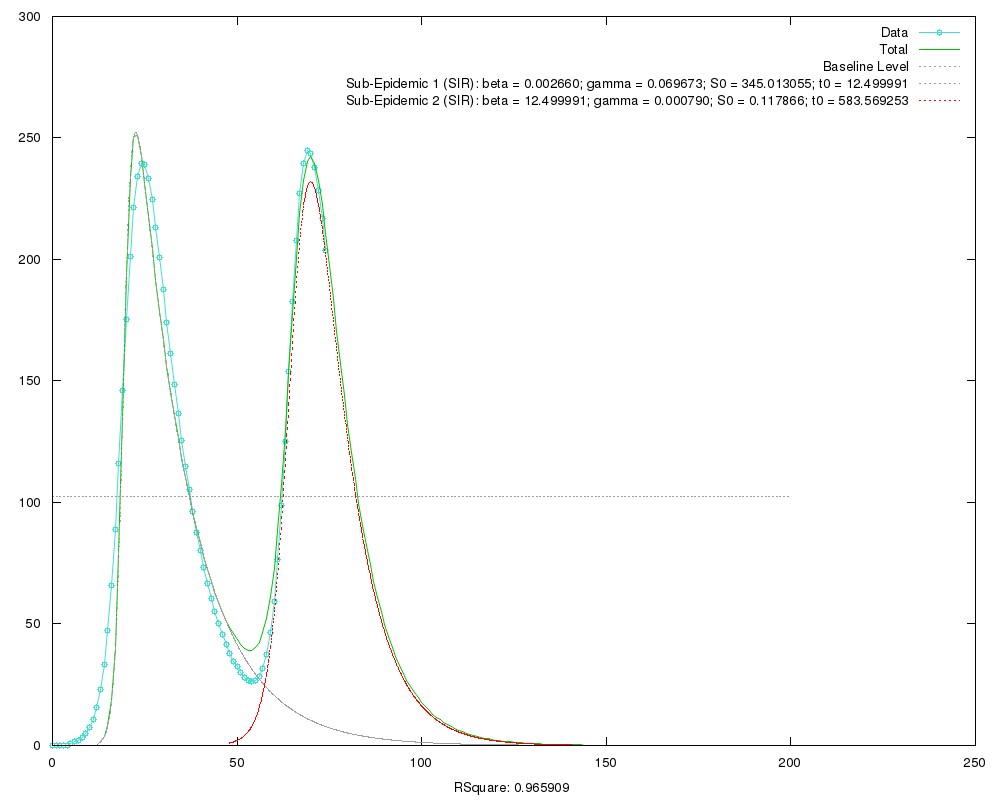 300
Data
Total
Baseline Level
Sub-Epidemic 1 (SIR): beta = 0.002660; gamma = 0.069673; S0 = 345.013055; t0 = 12.499991
Sub-Epidemic 2 (SIR): beta = 12.499991; gamma = 0.000790; S0 = 0.117866; t0 = 583.569253
250
200
150
100
50
0
0 50 100 150 200 250
RSquare: 0.965909